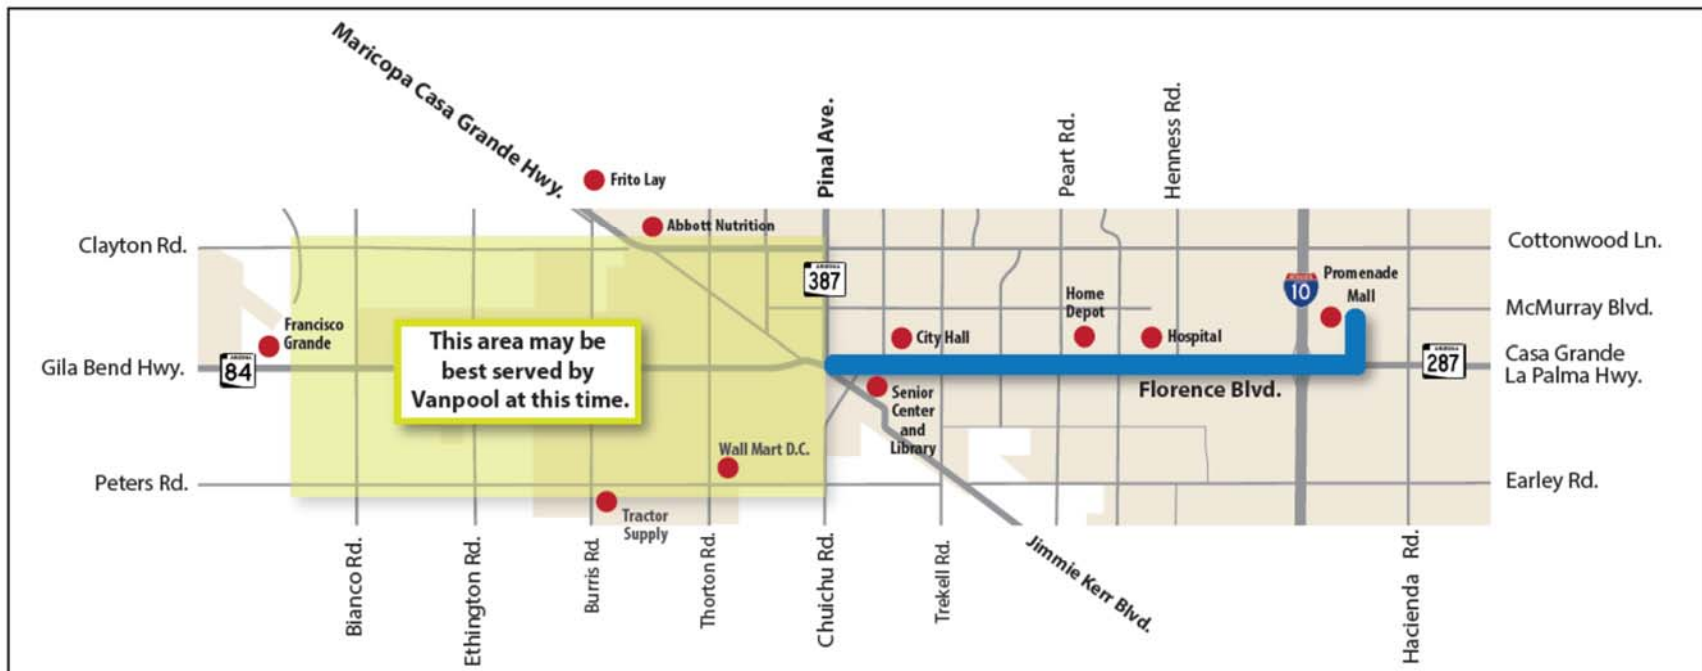 Maricopa Casa Grande Hwy.
Pinal Ave.
Peart Rd.
Henness Rd.
Frito Lay
Abbott Nutrition
Clayton Rd.
Cottonwood Ln.
ARIZONA
387
10
Promenade
Mall
Home
Depot
McMurray Blvd.
Francisco
Grande
City Hall
Hospital
This area may be
best served by
Vanpool at this time.
Gila Bend Hwy.
ARIZONA
84
ARIZONA
287
Casa Grande
La Palma Hwy.
Florence Blvd.
Senior
Center
and
Library
Wall Mart D.C.
Peters Rd.
Earley Rd.
Tractor
Supply
Bianco Rd.
Ethington Rd.
Burris Rd.
Thorton Rd.
Chuichu Rd.
Trekell Rd.
Jimmie Kerr Blvd.
Hacienda Rd.